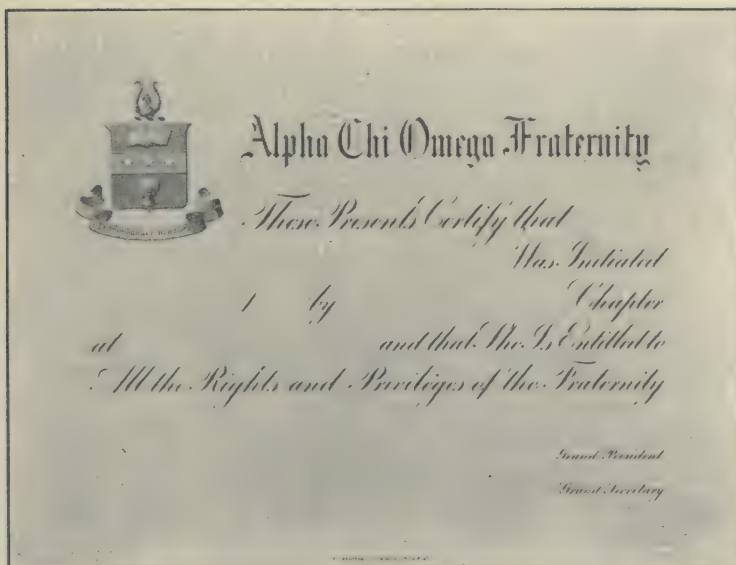 Alpha Chi Omega Fraternity
These Presents Certify that
Was Initiated
1 by Chapter
at and that She Is Entitled to
All the Rights and Privileges of the Fraternity
Grand President
Grand Secretary